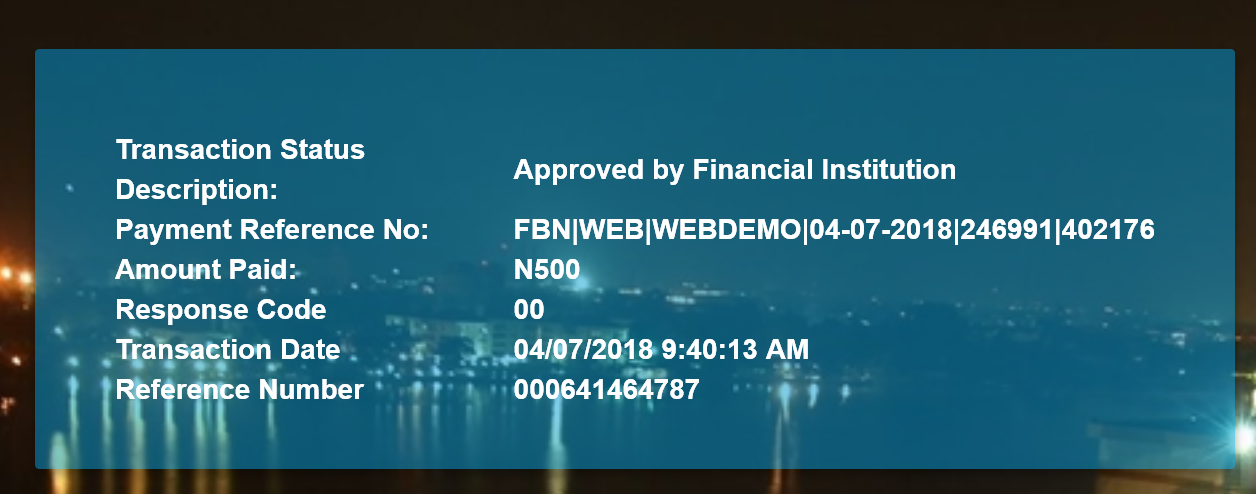 Transaction Status
Description:
Approved by Financial Institution
Payment Reference No: FBN|WEB|WEBDEMO|04-07-2018|246991|402176
Amount Paid: N500
Response Code 00
Transaction Date 04/07/2018 9:40:13 AM
Reference Number 000641464787